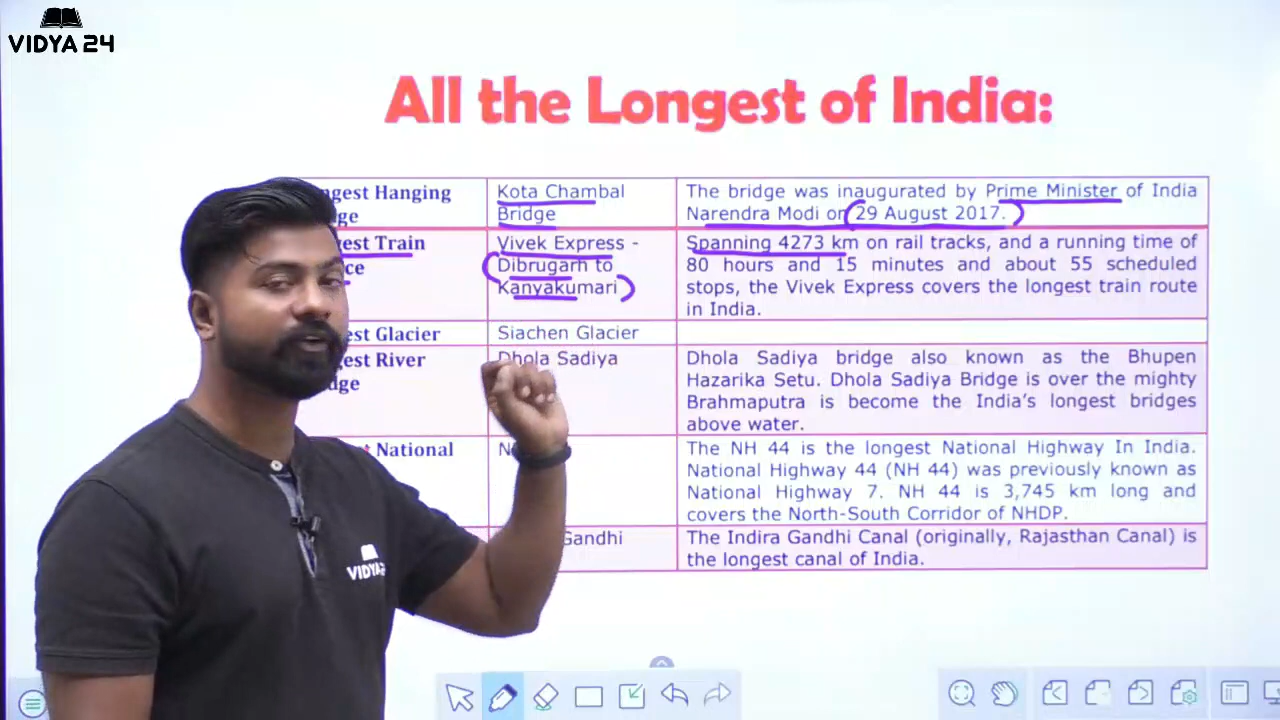 VIDYA 24
All the Longest of India:
Hanging
Kota Chambal
Bridge
The bridge was inaugurated by Prime Minister of India
Narendra Modi on 29 August 2017.
Train
Vivek Express -
Dibrugarh to
Kanyakumari
Spanning 4273 km on rail tracks, and a running time of
80 hours and 15 minutes and about 55 scheduled
stops, the Vivek Express covers the longest train route
in India.
Glacier
Siachen Glacier
River
Dhola Sadiya
Dhola Sadiya bridge also known as the Bhupen
Hazarika Setu. Dhola Sadiya Bridge is over the mighty
Brahmaputra is become the India's longest bridges
above water.
National
The NH 44 is the longest National Highway In India.
National Highway 44 (NH 44) was previously known as
National Highway 7. NH 44 is 3,745 km long and
covers the North-South Corridor of NHDP.
Gandhi
The Indira Gandhi Canal (originally, Rajasthan Canal) is
the longest canal of India.
VIDYA 24